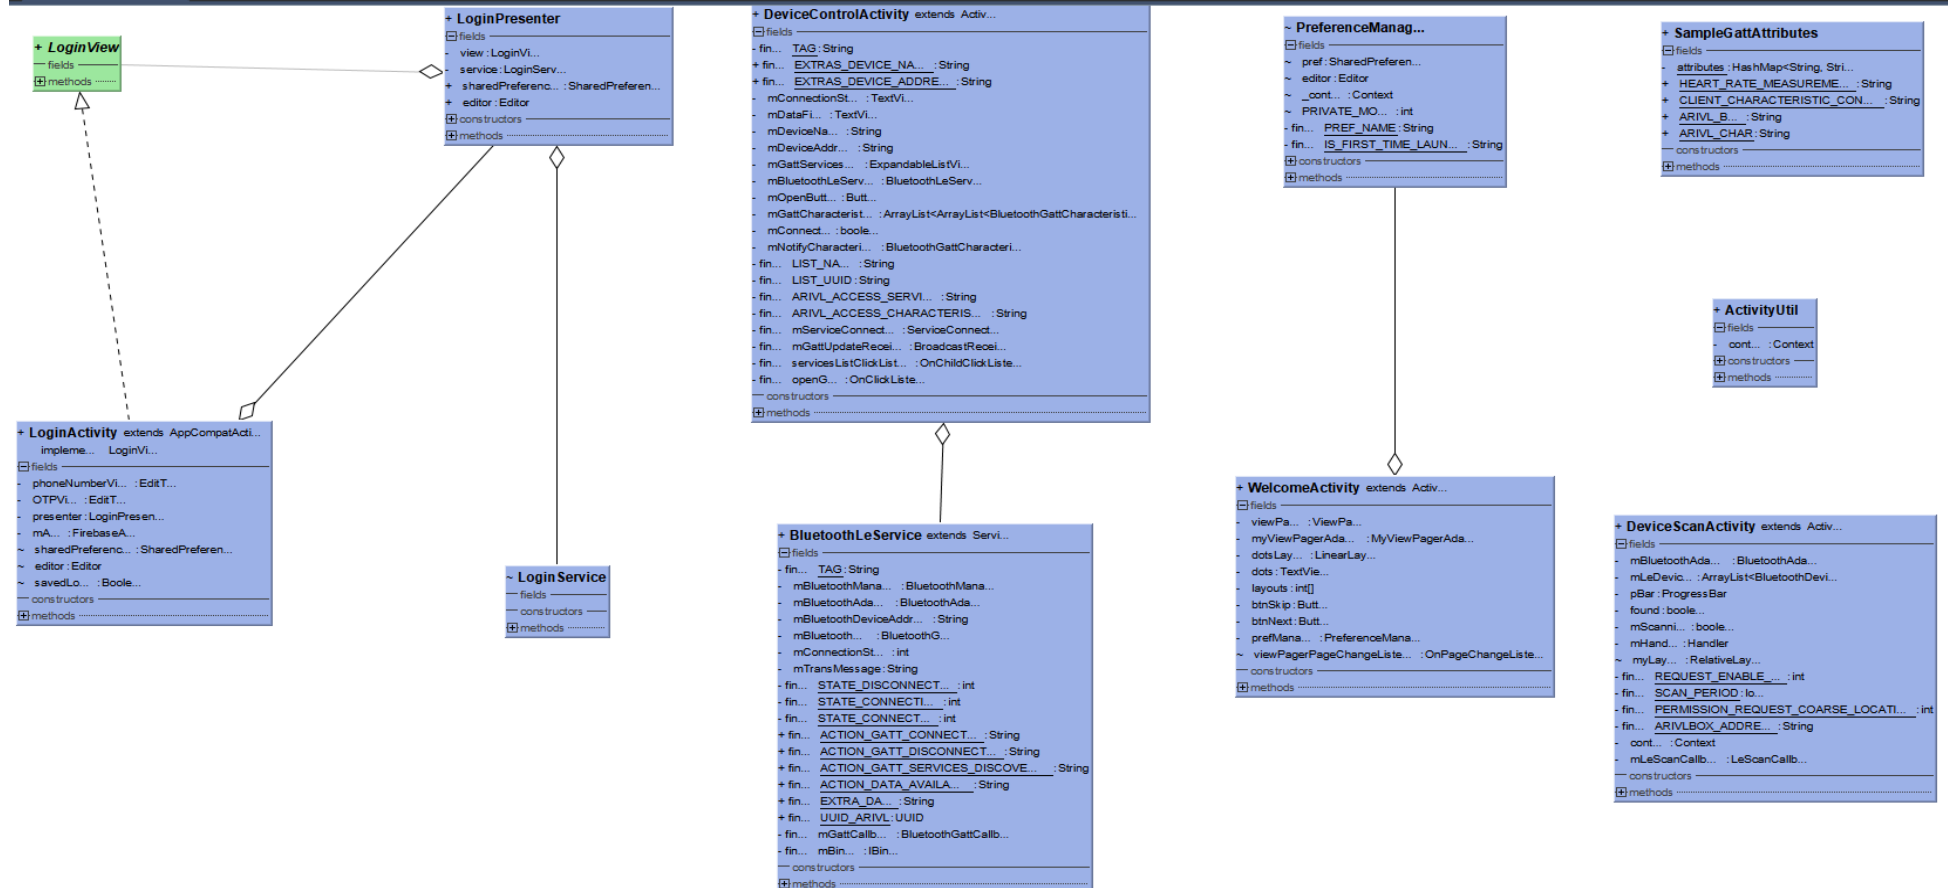 + LoginView
fields
methods
+ LoginPresenter
fields
- view : LoginVi...
- service : LoginServ...
+ sharedPreferenc... : SharedPreferen...
+ editor : Editor
constructors
methods
+ DeviceControlActivity extends Activ...
fields
- fin... TAG : String
+ fin... EXTRAS_DEVICE_NA... : String
+ fin... EXTRAS_DEVICE_ADDRE... : String
- mConnectionSt... : TextVi...
- mDataFi... : TextVi...
- mDeviceNa... : String
- mDeviceAddr... : String
- mGattServices... : ExpandableListVi...
- mBluetoothLeServ... : BluetoothLeServ...
- mOpenButt... : Butt...
- mGattCharacterist... : ArrayList<ArrayList<BluetoothGattCharacteristi...
- mConnect... : boole...
- mNotifyCharacteri... : BluetoothGattCharacteri...
- fin... LIST_NA... : String
- fin... LIST_UUID : String
- fin... ARIVL_ACCESS_SERVI... : String
- fin... ARIVL_ACCESS_CHARACTERIS... : String
- fin... mServiceConnect... : ServiceConnect...
- fin... mGattUpdateRecei... : BroadcastRecei...
- fin... servicesListClickList... : OnChildClickListe...
- fin... openG... : OnClickListe...
constructors
methods
~ PreferenceManag...
fields
~ pref : SharedPreferen...
~ editor : Editor
~ _cont... : Context
~ PRIVATE_MO... : int
- fin... PREF_NAME : String
- fin... IS_FIRST_TIME_LAUN... : String
constructors
methods
+ SampleGattAttributes
fields
- attributes : HashMap<String, Stri...
+ HEART_RATE_MEASUREME... : String
+ CLIENT_CHARACTERISTIC_CON... : String
+ ARIVL_B... : String
+ ARIVL_CHAR : String
constructors
methods
+ ActivityUtil
fields
- cont... : Context
constructors
methods
+ LoginActivity extends AppCompatActi...
impleme... LoginVi...
fields
- phoneNumberVi... : EditT...
- OTPVi... : EditT...
- presenter : LoginPresen...
- mA... : FirebaseA...
~ sharedPreferenc... : SharedPreferen...
~ editor : Editor
~ savedLo... : Boole...
constructors
methods
~ LoginService
fields
constructors
methods
+ BluetoothLeService extends Servi...
fields
- fin... TAG : String
- mBluetoothMana... : BluetoothMana...
- mBluetoothAda... : BluetoothAda...
- mBluetoothDeviceAddr... : String
- mBluetooth... : BluetoothG...
- mConnectionSt... : int
- mTransMessage : String
- fin... STATE_DISCONNECT... : int
- fin... STATE_CONNECTI... : int
- fin... STATE_CONNECT... : int
+ fin... ACTION_GATT_CONNECT... : String
+ fin... ACTION_GATT_DISCONNECT... : String
+ fin... ACTION_GATT_SERVICES_DISCOVE... : String
+ fin... ACTION_DATA_AVAILA... : String
+ fin... EXTRA_DA... : String
+ fin... UUID_ARIVL : UUID
- fin... mGattCallb... : BluetoothGattCallb...
- fin... mBin... : IBin...
constructors
methods
+ WelcomeActivity extends Activ...
fields
- viewPa... : ViewPa...
- myViewPagerAda... : MyViewPagerAda...
- dotsLay... : LinearLay...
- dots : TextVie...
- layouts : int[]
- btnSkip : Butt...
- btnNext : Butt...
- prefMana... : PreferenceMana...
~ viewPagerPageChangeListe... : OnPageChangeListe...
constructors
methods
+ DeviceScanActivity extends Activ...
fields
- mBluetoothAda... : BluetoothAda...
- mLeDevic... : ArrayList<BluetoothDevi...
- pBar : ProgressBar
- found : boole...
- mScanni... : boole...
- mHand... : Handler
~ myLay... : RelativeLay...
- fin... REQUEST_ENABLE_... : int
- fin... SCAN_PERIOD : lo...
- fin... PERMISSION_REQUEST_COARSE_LOCATI... : int
- fin... ARIVLBOX_ADDRE... : String
- cont... : Context
- mLeScanCallb... : LeScanCallb...
constructors
methods